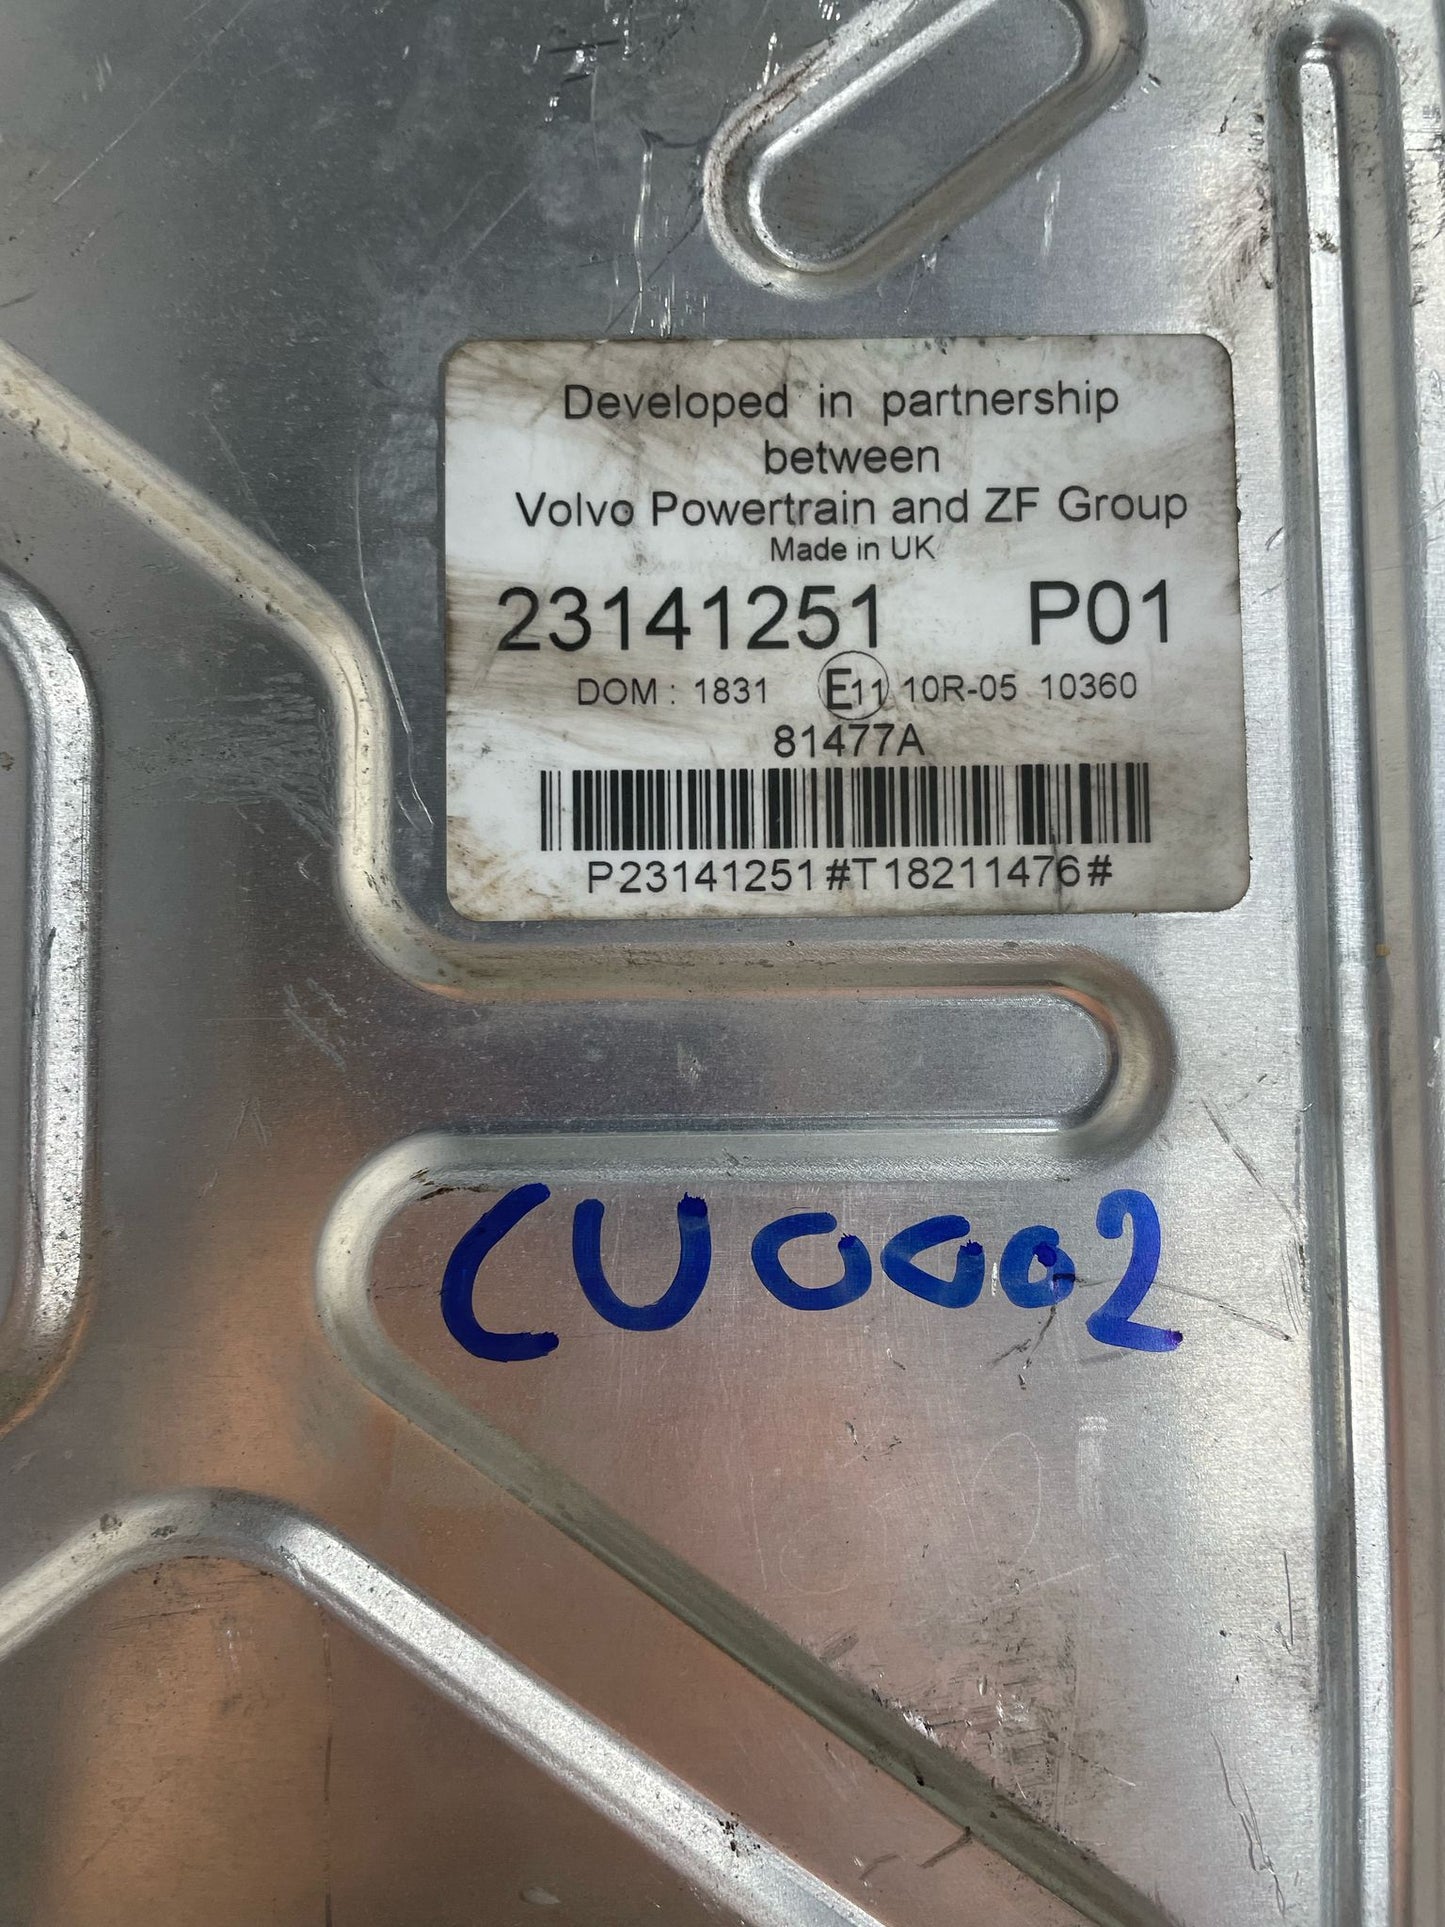 Developed in partnership
between
Volvo Powertrain and ZF Group
Made in UK
23141251 P01
DOM : 1831 E11 10R-05 10360
81477A
P23141251#T18211476#
CU0002